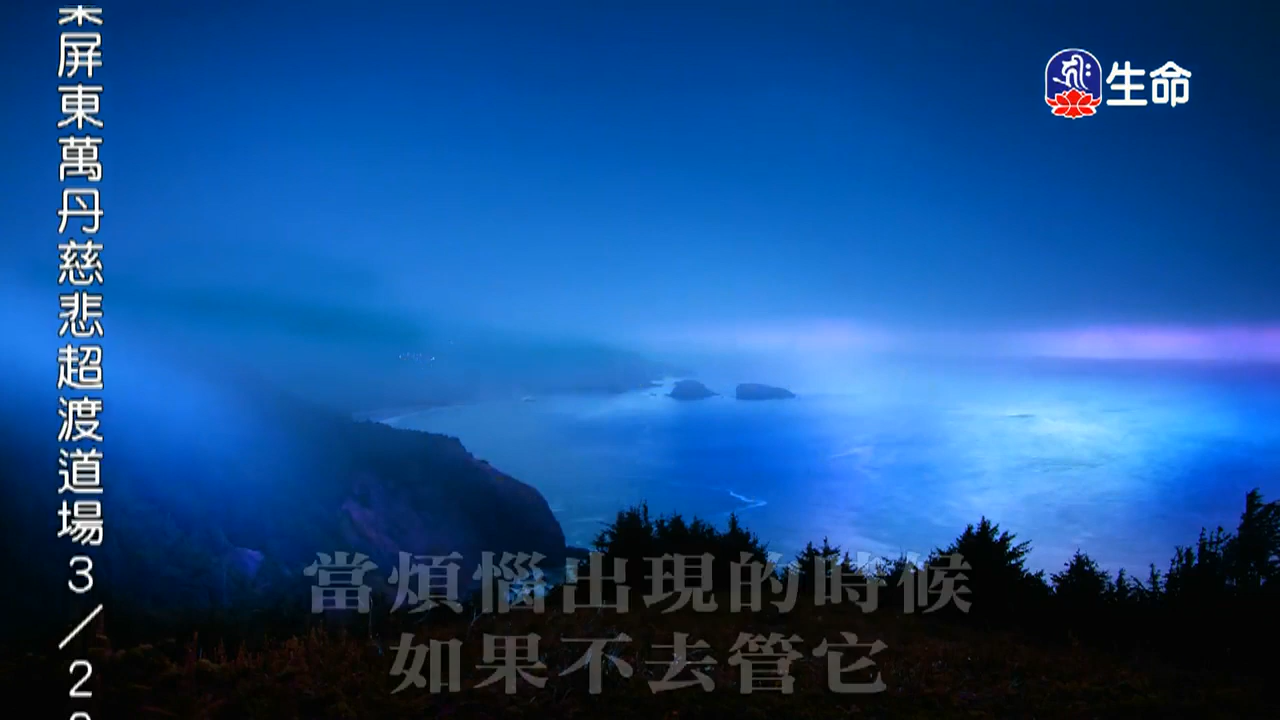 屏東萬丹慈悲超渡道場3/2
生命
當煩惱出現的時候
如果不去管它